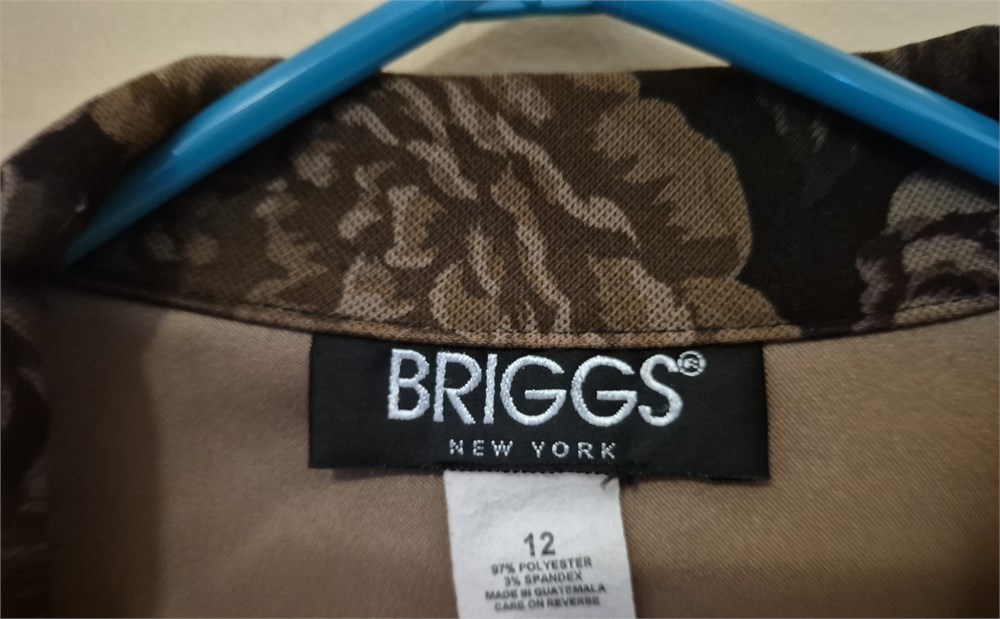 BRIGGS®
NEW YORK
12
97% POLYESTER
3% SPANDEX
MADE IN GUATEMALA
CARE ON REVERSE